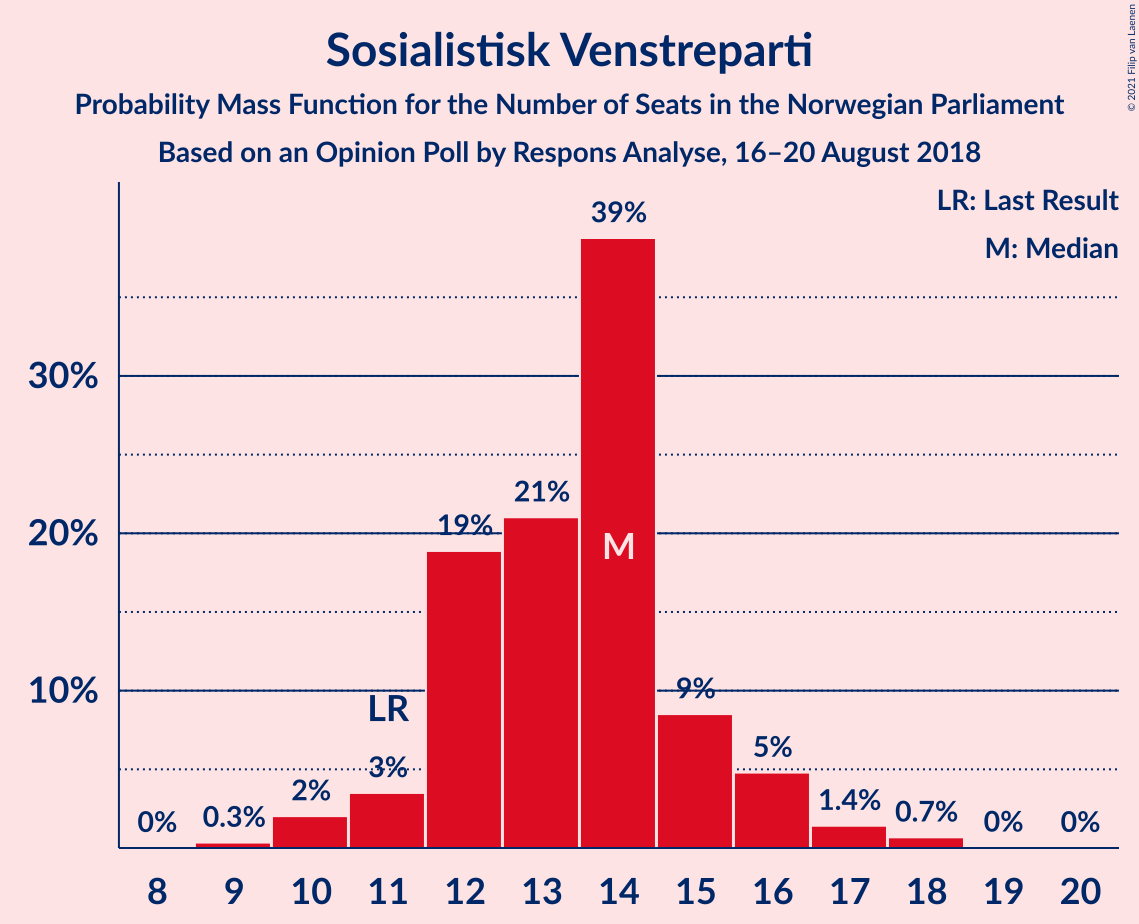 Sosialistisk Venstreparti
Probability Mass Function for the Number of Seats in the Norwegian Parliament
Based on an Opinion Poll by Respons Analyse, 16–20 August 2018
© 2021 Filip van Laenen
LR: Last Result
M: Median
30%
20%
10%
0%
0.3%
2%
3%
LR
19%
21%
39%
M
9%
5%
1.4%
0.7%
0%
0%
8 9 10 11 12 13 14 15 16 17 18 19 20